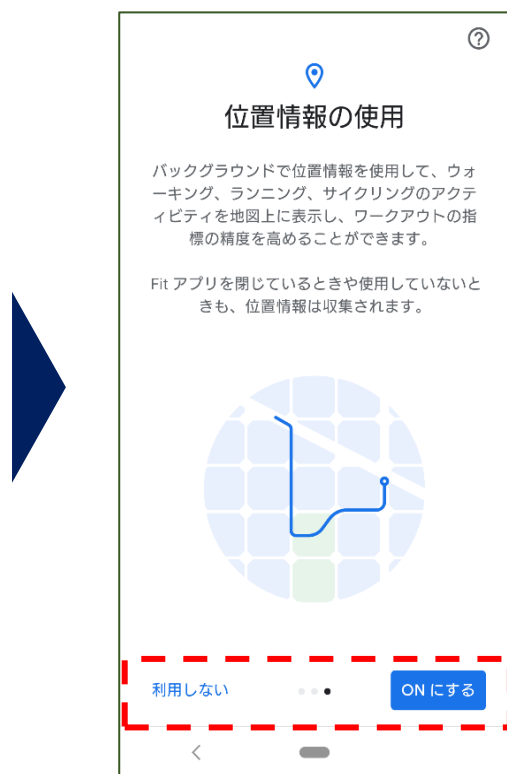 位置情報の使用
バックグラウンドで位置情報を使用して、ウォ
ーキング、ランニング、サイクリングのアクテ
ィビティを地図上に表示し、ワークアウトの指
標の精度を高めることができます。
Fit アプリを閉じているときや使用していないと
きも、位置情報は収集されます。
利用しない
ON にする